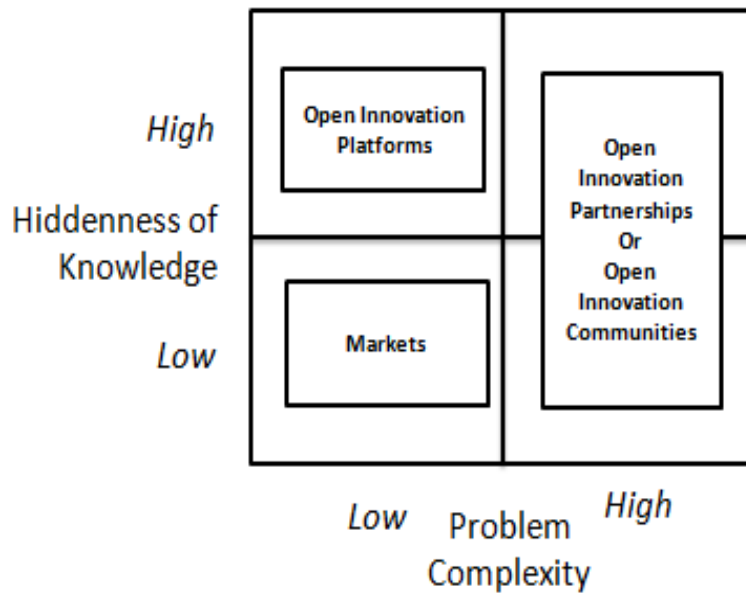 High
Hiddenness of
Knowledge
Low
Open Innovation
Platforms
Markets
Open
Innovation
Partnerships
Or
Open
Innovation
Communities
Low
Problem
Complexity
High